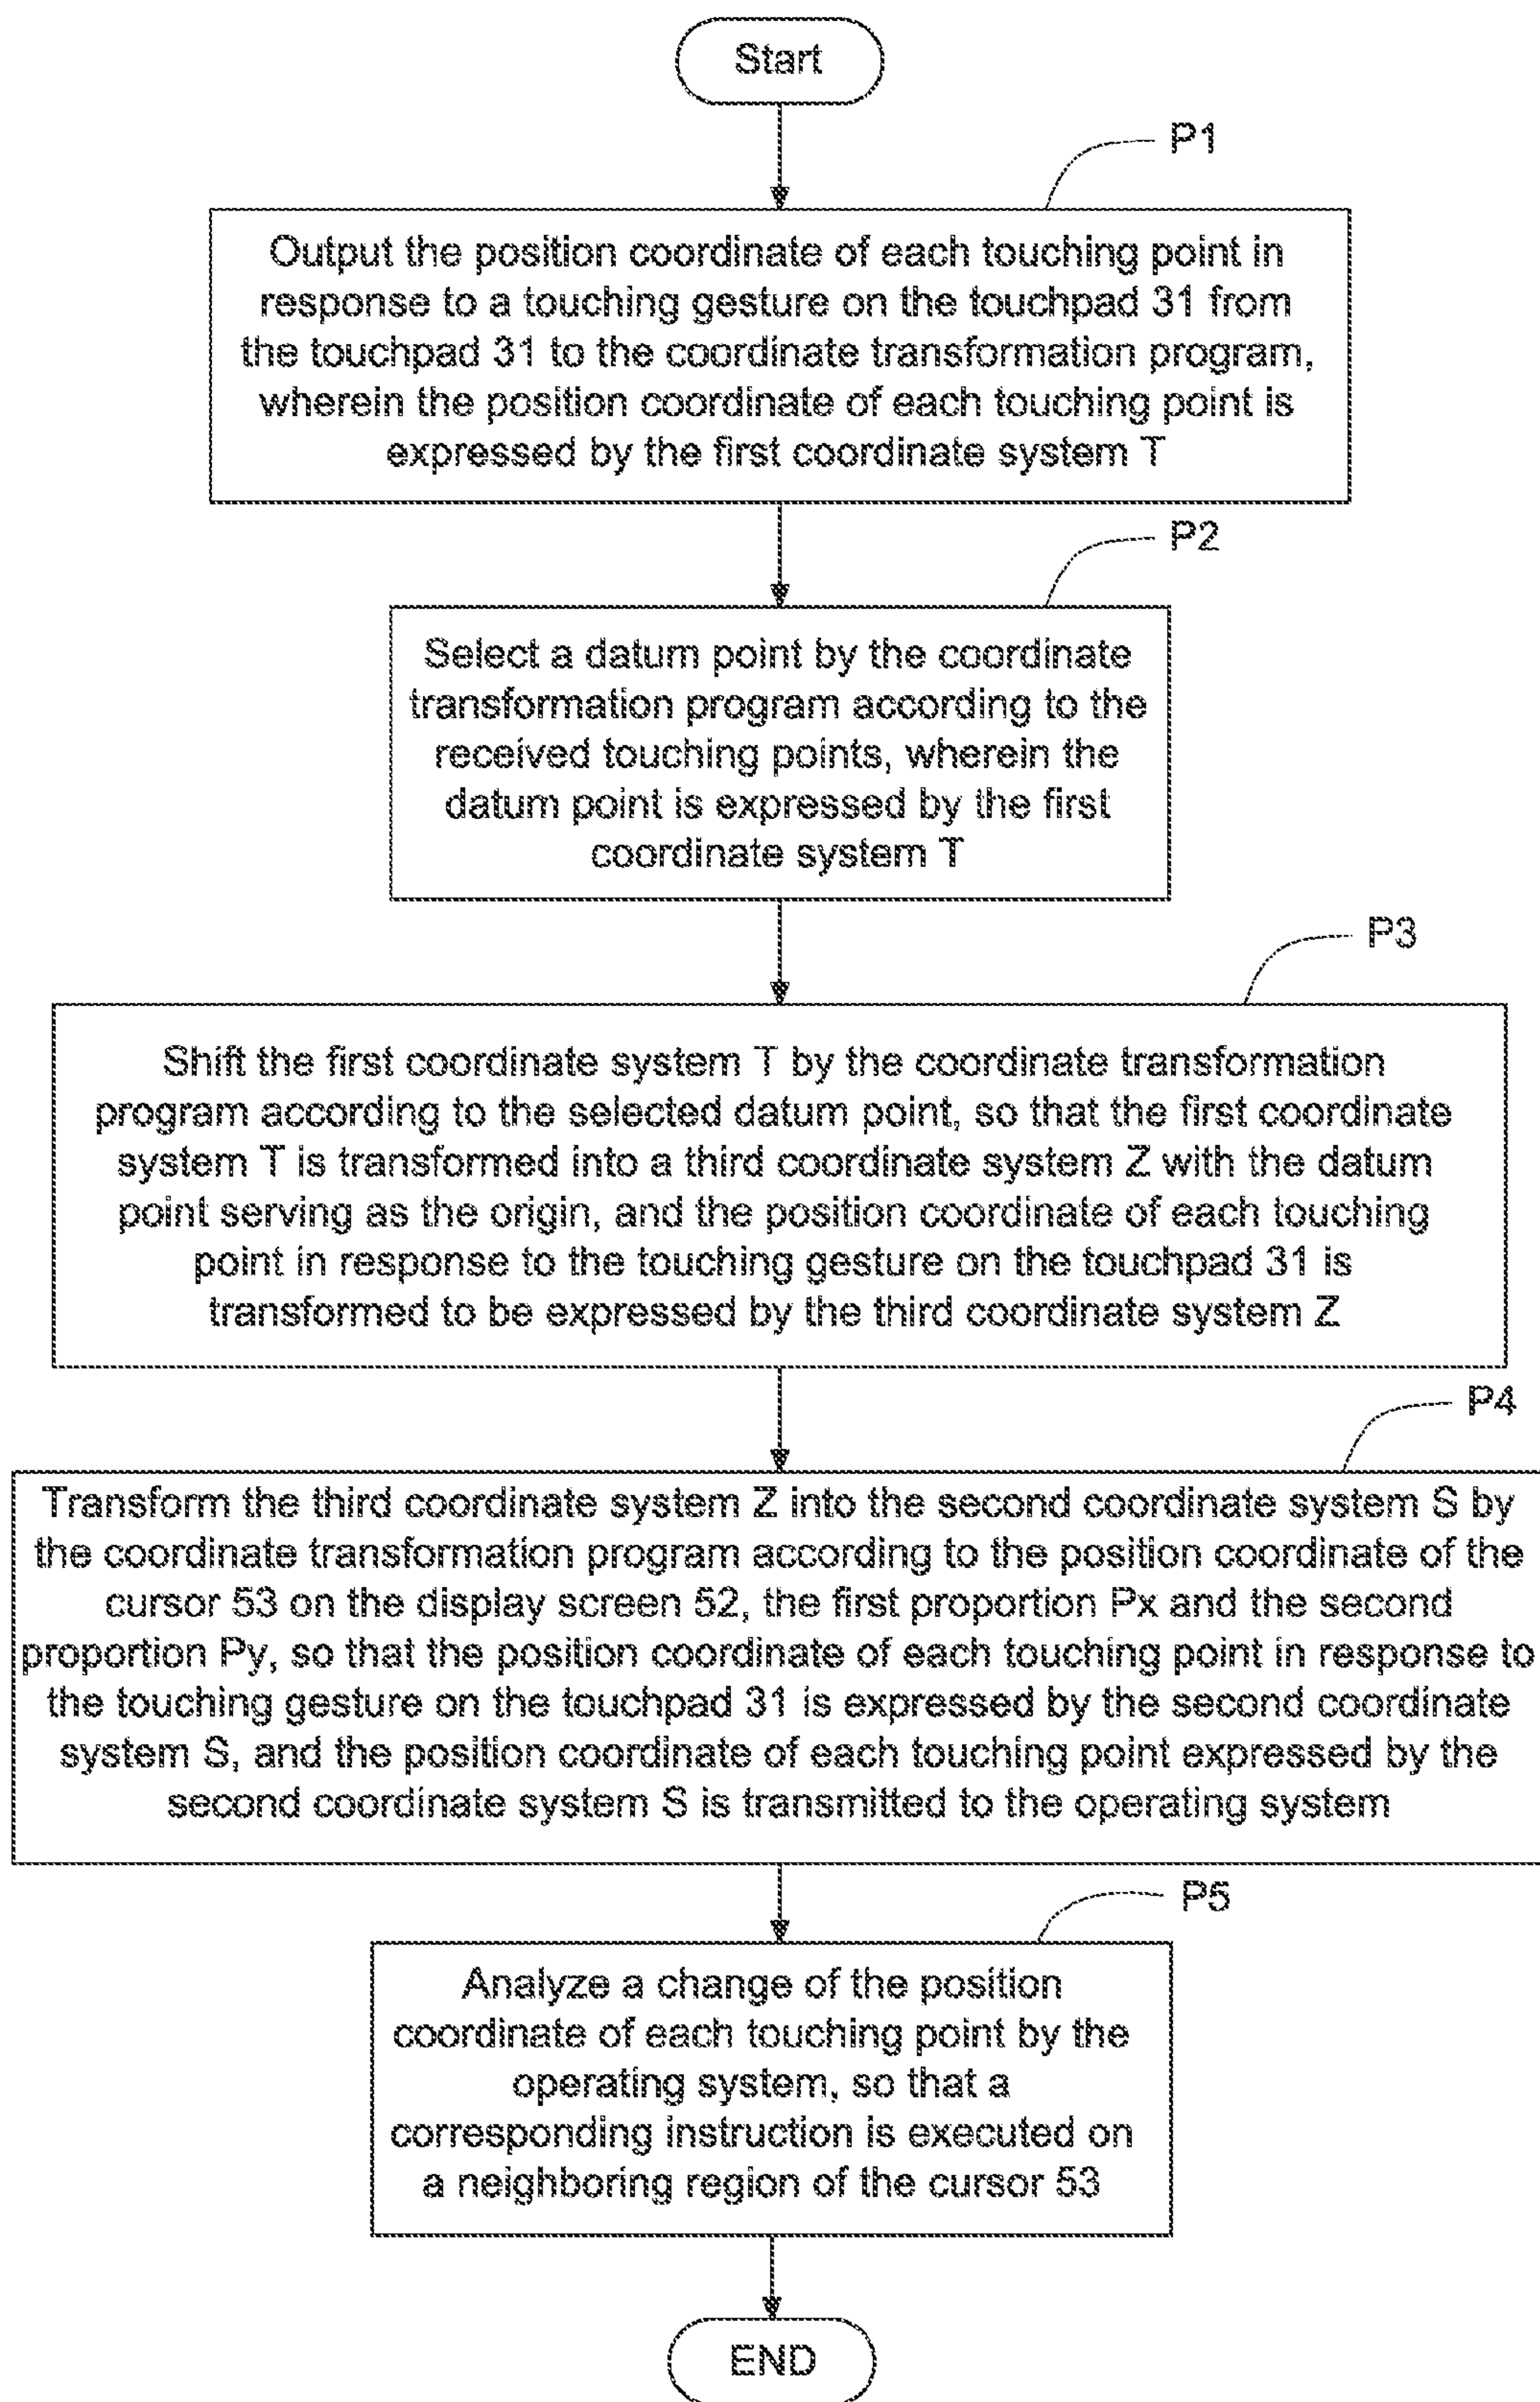 Start
P1
Output the position coordinate of each touching point in
response to a touching gesture on the touchpad 31 from
the touchpad 31 to the coordinate transformation program,
wherein the position coordinate of each touching point is
expressed by the first coordinate system T
P2
Select a datum point by the coordinate
transformation program according to the
received touching points, wherein the
datum point is expressed by the first
coordinate system T
P3
Shift the first coordinate system T by the coordinate transformation
program according to the selected datum point, so that the first coordinate
system T is transformed into a third coordinate system Z with the datum
point serving as the origin, and the position coordinate of each touching
point in response to the touching gesture on the touchpad 31 is
transformed to be expressed by the third coordinate system Z
P4
Transform the third coordinate system Z into the second coordinate system S by
the coordinate transformation program according to the position coordinate of the
cursor 53 on the display screen 52, the first proportion Px and the second
proportion Py, so that the position coordinate of each touching point in response to
the touching gesture on the touchpad 31 is expressed by the second coordinate
system S, and the position coordinate of each touching point expressed by the
second coordinate system S is transmitted to the operating system
P5
Analyze a change of the position
coordinate of each touching point by the
operating system, so that a
corresponding instruction is executed on
a neighboring region of the cursor 53
END